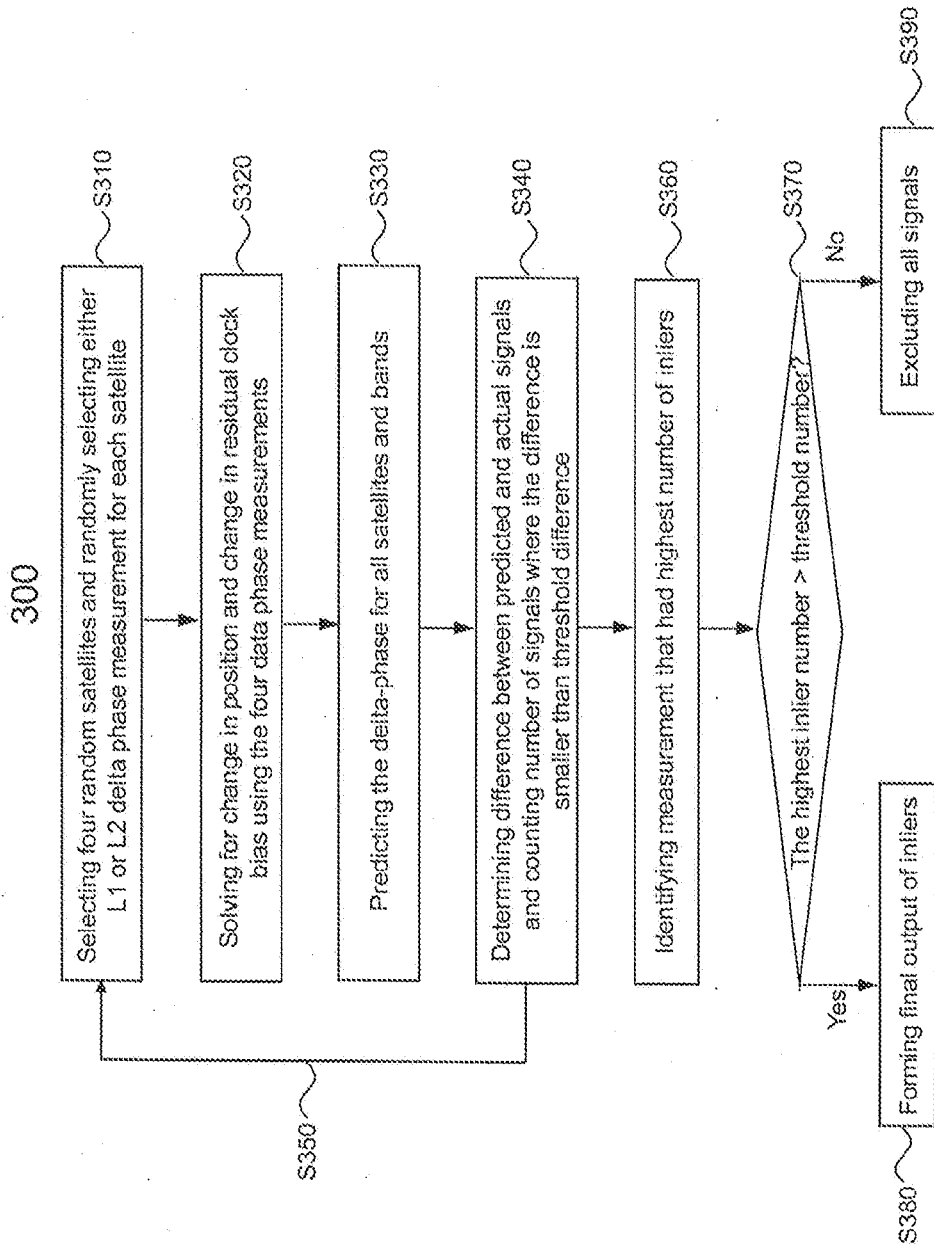 300
Selecting four random satellites and randomly selecting either
L1 or L2 delta phase measurement for each satellite
S310
Solving for change in position and change in residual clock
bias using the four data phase measurements
S320
Predicting the delta-phase for all satellites and bands
S330
Determining difference between predicted and actual signals
and counting number of signals where the difference is
smaller than threshold difference
S340
S350
Identifying measurement that had highest number of inliers
S360
The highest inlier number > threshold number?
S370
Yes
No
S380
Forming final output of inliers
Excluding all signals
S390